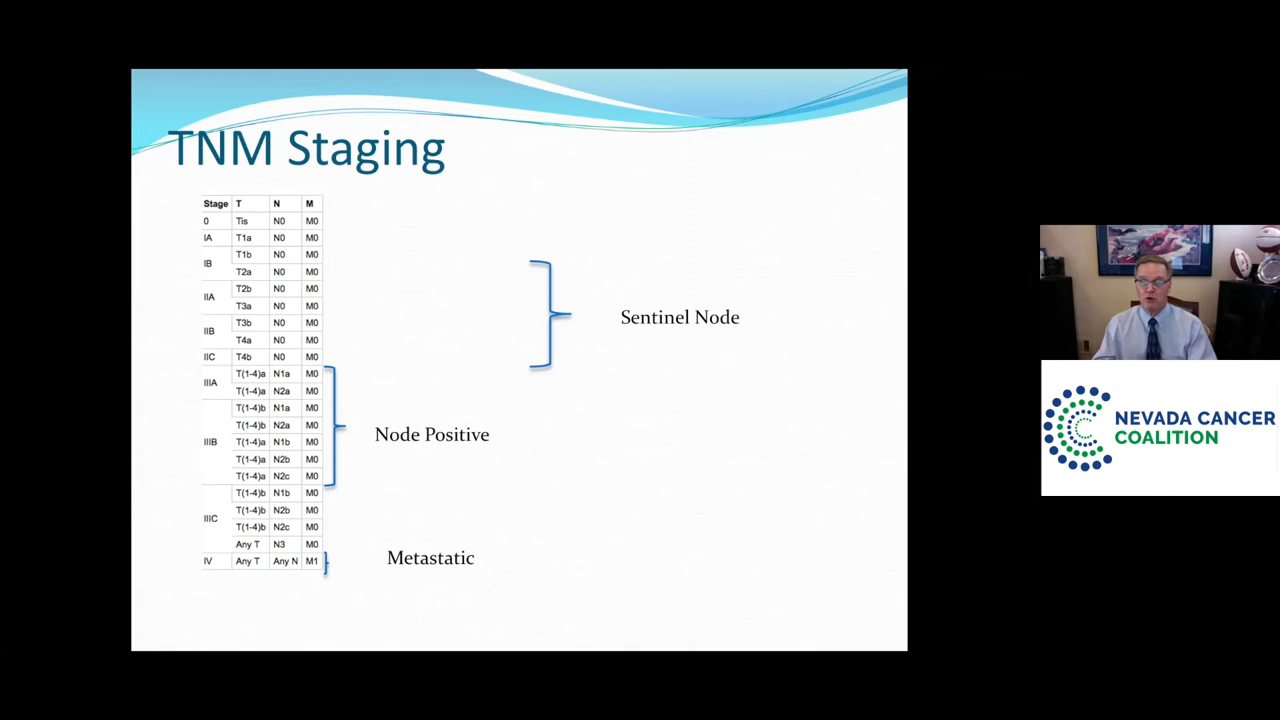 TNM Staging
Stage T N M
0 Tis N0 M0
IA T1a N0 M0
IB T1b N0 M0
T2a N0 M0
IIA T2b N0 M0
T3a N0 M0
IIB T3b N0 M0
T4a N0 M0
IIC T4b N0 M0
IIIA T(1-4)a N1a M0
T(1-4)a N2a M0
IIIB T(1-4)b N1a M0
T(1-4)b N2a M0
T(1-4)a N1b M0
T(1-4)a N2b M0
T(1-4)a N2c M0
IIIC T(1-4)b N1b M0
T(1-4)b N2b M0
T(1-4)b N2c M0
Any T N3 M0
IV Any T Any N M1
Sentinel Node
Node Positive
Metastatic
NEVADA CANCER
COALITION